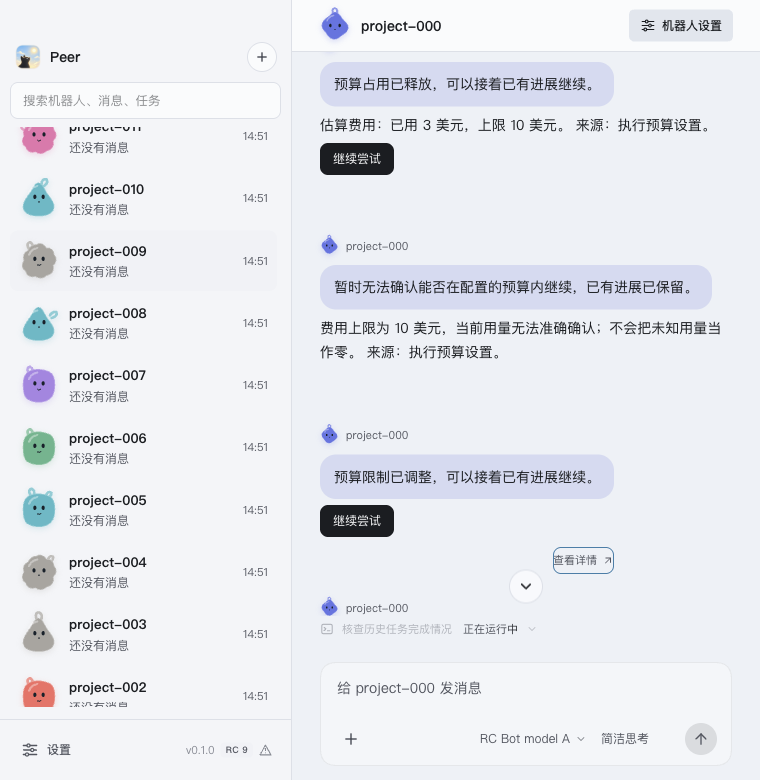 Peer
搜索机器人、消息、任务
project-011
还没有消息
14:51
project-010
还没有消息
14:51
project-009
还没有消息
14:51
project-008
还没有消息
14:51
project-007
还没有消息
14:51
project-006
还没有消息
14:51
project-005
还没有消息
14:51
project-004
还没有消息
14:51
project-003
还没有消息
14:51
project-002
还没有消息
14:51
设置
v0.1.0
RC 9
project-000
机器人设置
预算占用已释放，可以接着已有进展继续。
估算费用：已用 3 美元，上限 10 美元。 来源：执行预算设置。
继续尝试
project-000
暂时无法确认能否在配置的预算内继续，已有进展已保留。
费用上限为 10 美元，当前用量无法准确确认；不会把未知用量当
作零。 来源：执行预算设置。
project-000
预算限制已调整，可以接着已有进展继续。
继续尝试
查看详情
project-000
核查历史任务完成情况 正在运行中
给 project-000 发消息
RC Bot model A
简洁思考